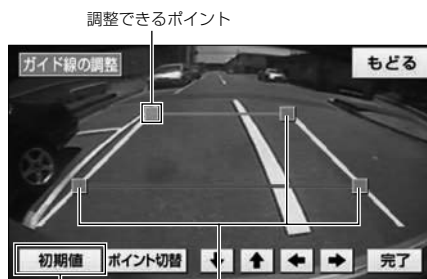 調整できるポイント
ガイド線の調整
もどる
初期値
ポイント切替
完了